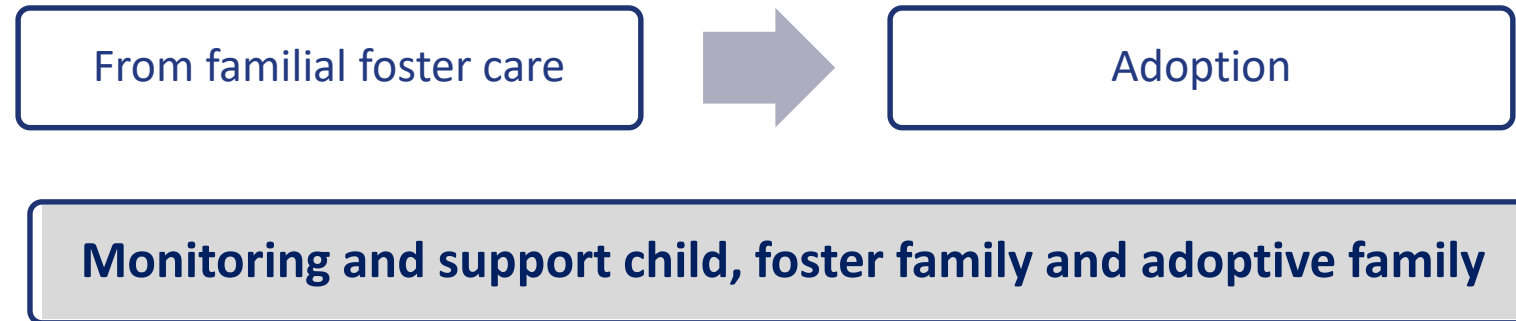 From familial foster care
Adoption
Monitoring and support child, foster family and adoptive family